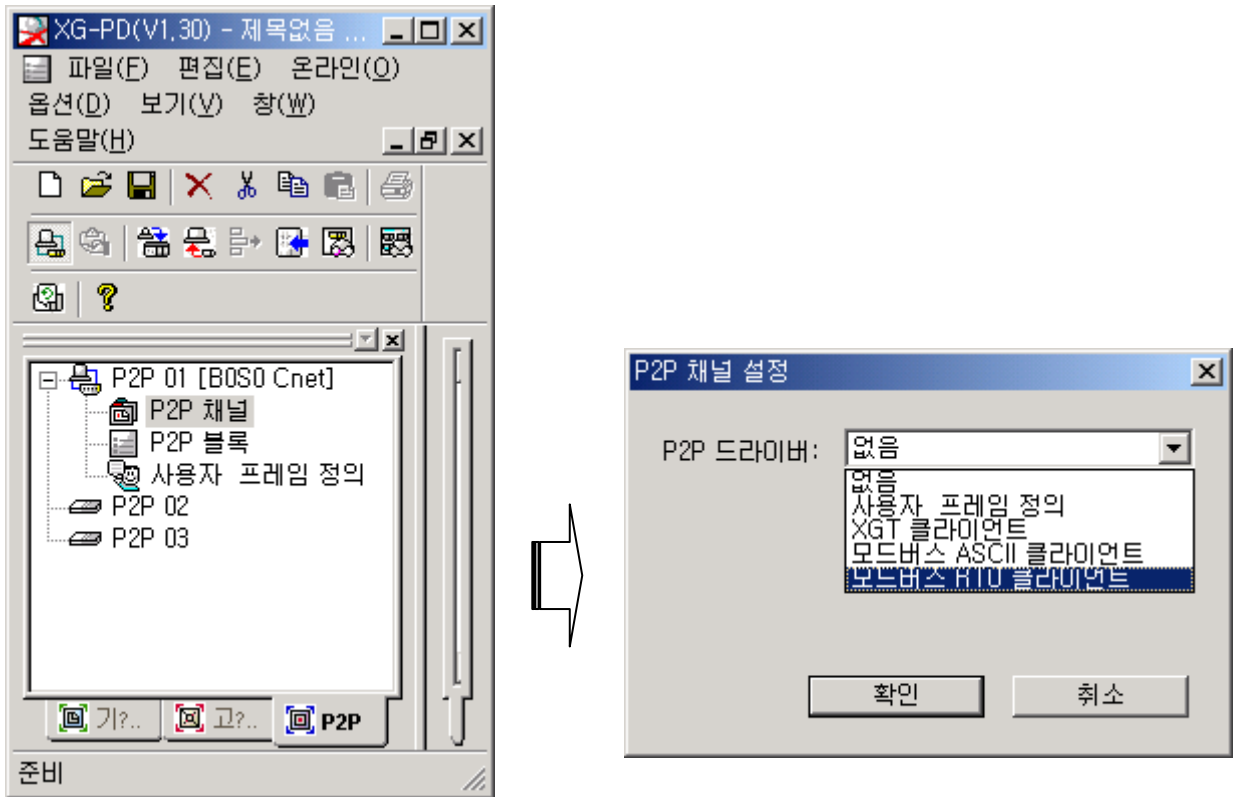 XG-PD(V1,30) - 제목없음 ...
파일(F) 편집(E) 온라인(O)
옵션(D) 보기(V) 창(W)
도움말(H)
P2P 01 [B0S0 Cnet]
P2P 채널
P2P 블록
사용자 프레임 정의
P2P 02
P2P 03
기?.. 고?.. P2P
준비
P2P 채널 설정
P2P 드라이버: 없음
없음
사용자 프레임 정의
XGT 클라이언트
모드버스 ASCII 클라이언트
모드버스 RTU 클라이언트
확인 취소